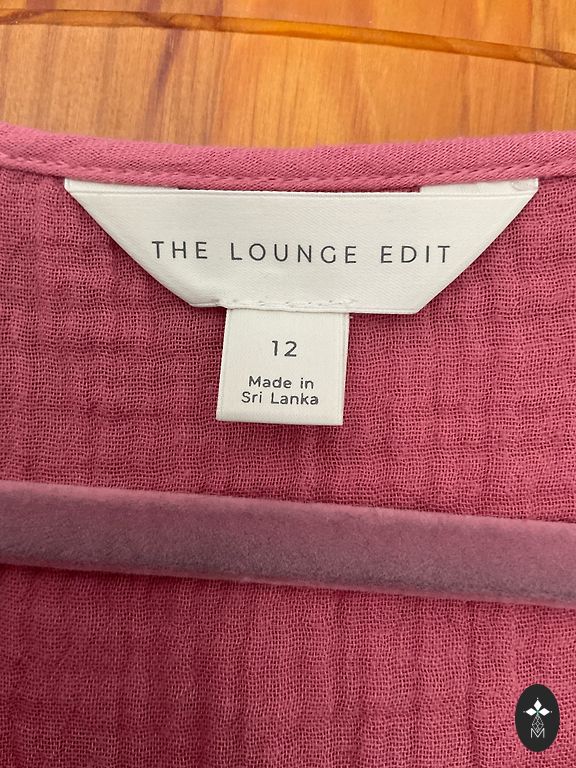 THE LOUNGE EDIT
12
Made in
Sri Lanka
M